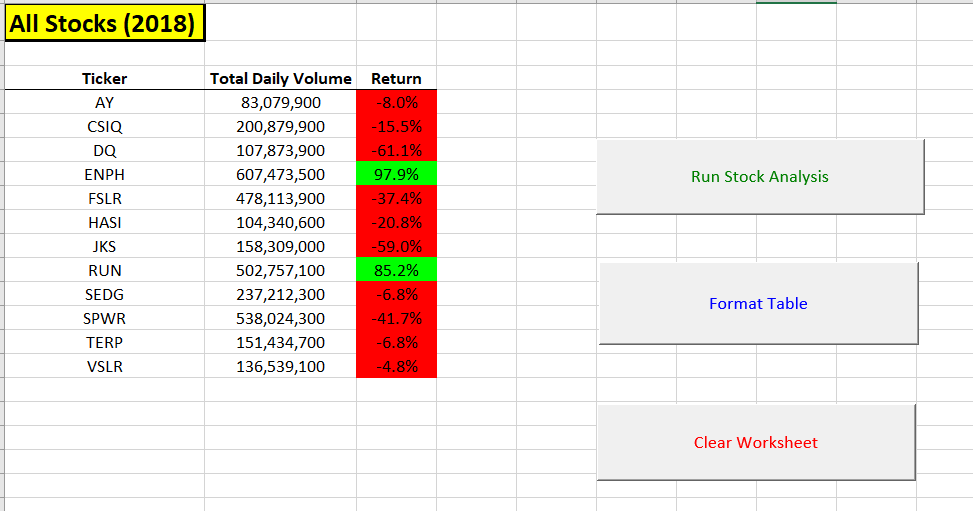 All Stocks (2018)
Ticker Total Daily Volume Return
AY 83,079,900 -8.0%
CSIQ 200,879,900 -15.5%
DQ 107,873,900 -61.1%
ENPH 607,473,500 97.9%
FSLR 478,113,900 -37.4%
HASI 104,340,600 -20.8%
JKS 158,309,000 -59.0%
RUN 502,757,100 85.2%
SEDG 237,212,300 -6.8%
SPWR 538,024,300 -41.7%
TERP 151,434,700 -6.8%
VSLR 136,539,100 -4.8%
Run Stock Analysis
Format Table
Clear Worksheet